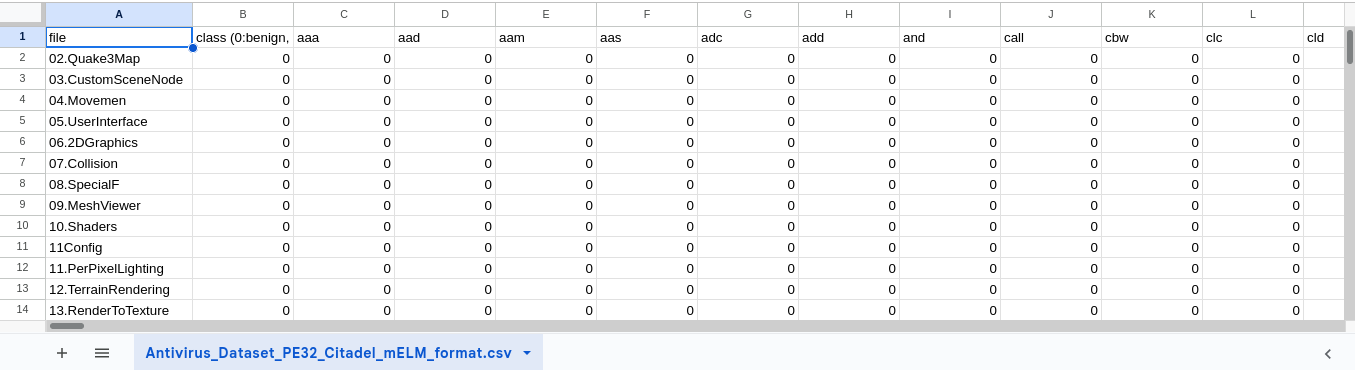 A B C D E F G H I J K L
1 file class (0:benign, aaa aad aam aas adc add and call cbw clc cld
2 02.Quake3Map 0 0 0 0 0 0 0 0 0 0 0
3 03.CustomSceneNode 0 0 0 0 0 0 0 0 0 0 0
4 04.Movemen 0 0 0 0 0 0 0 0 0 0 0
5 05.UserInterface 0 0 0 0 0 0 0 0 0 0 0
6 06.2DGraphics 0 0 0 0 0 0 0 0 0 0 0
7 07.Collision 0 0 0 0 0 0 0 0 0 0 0
8 08.SpecialF 0 0 0 0 0 0 0 0 0 0 0
9 09.MeshViewer 0 0 0 0 0 0 0 0 0 0 0
10 10.Shaders 0 0 0 0 0 0 0 0 0 0 0
11 11Config 0 0 0 0 0 0 0 0 0 0 0
12 11.PerPixelLighting 0 0 0 0 0 0 0 0 0 0 0
13 12.TerrainRendering 0 0 0 0 0 0 0 0 0 0 0
14 13.RenderToTexture 0 0 0 0 0 0 0 0 0 0 0
Antivirus_Dataset_PE32_Citadel_mELM_format.csv